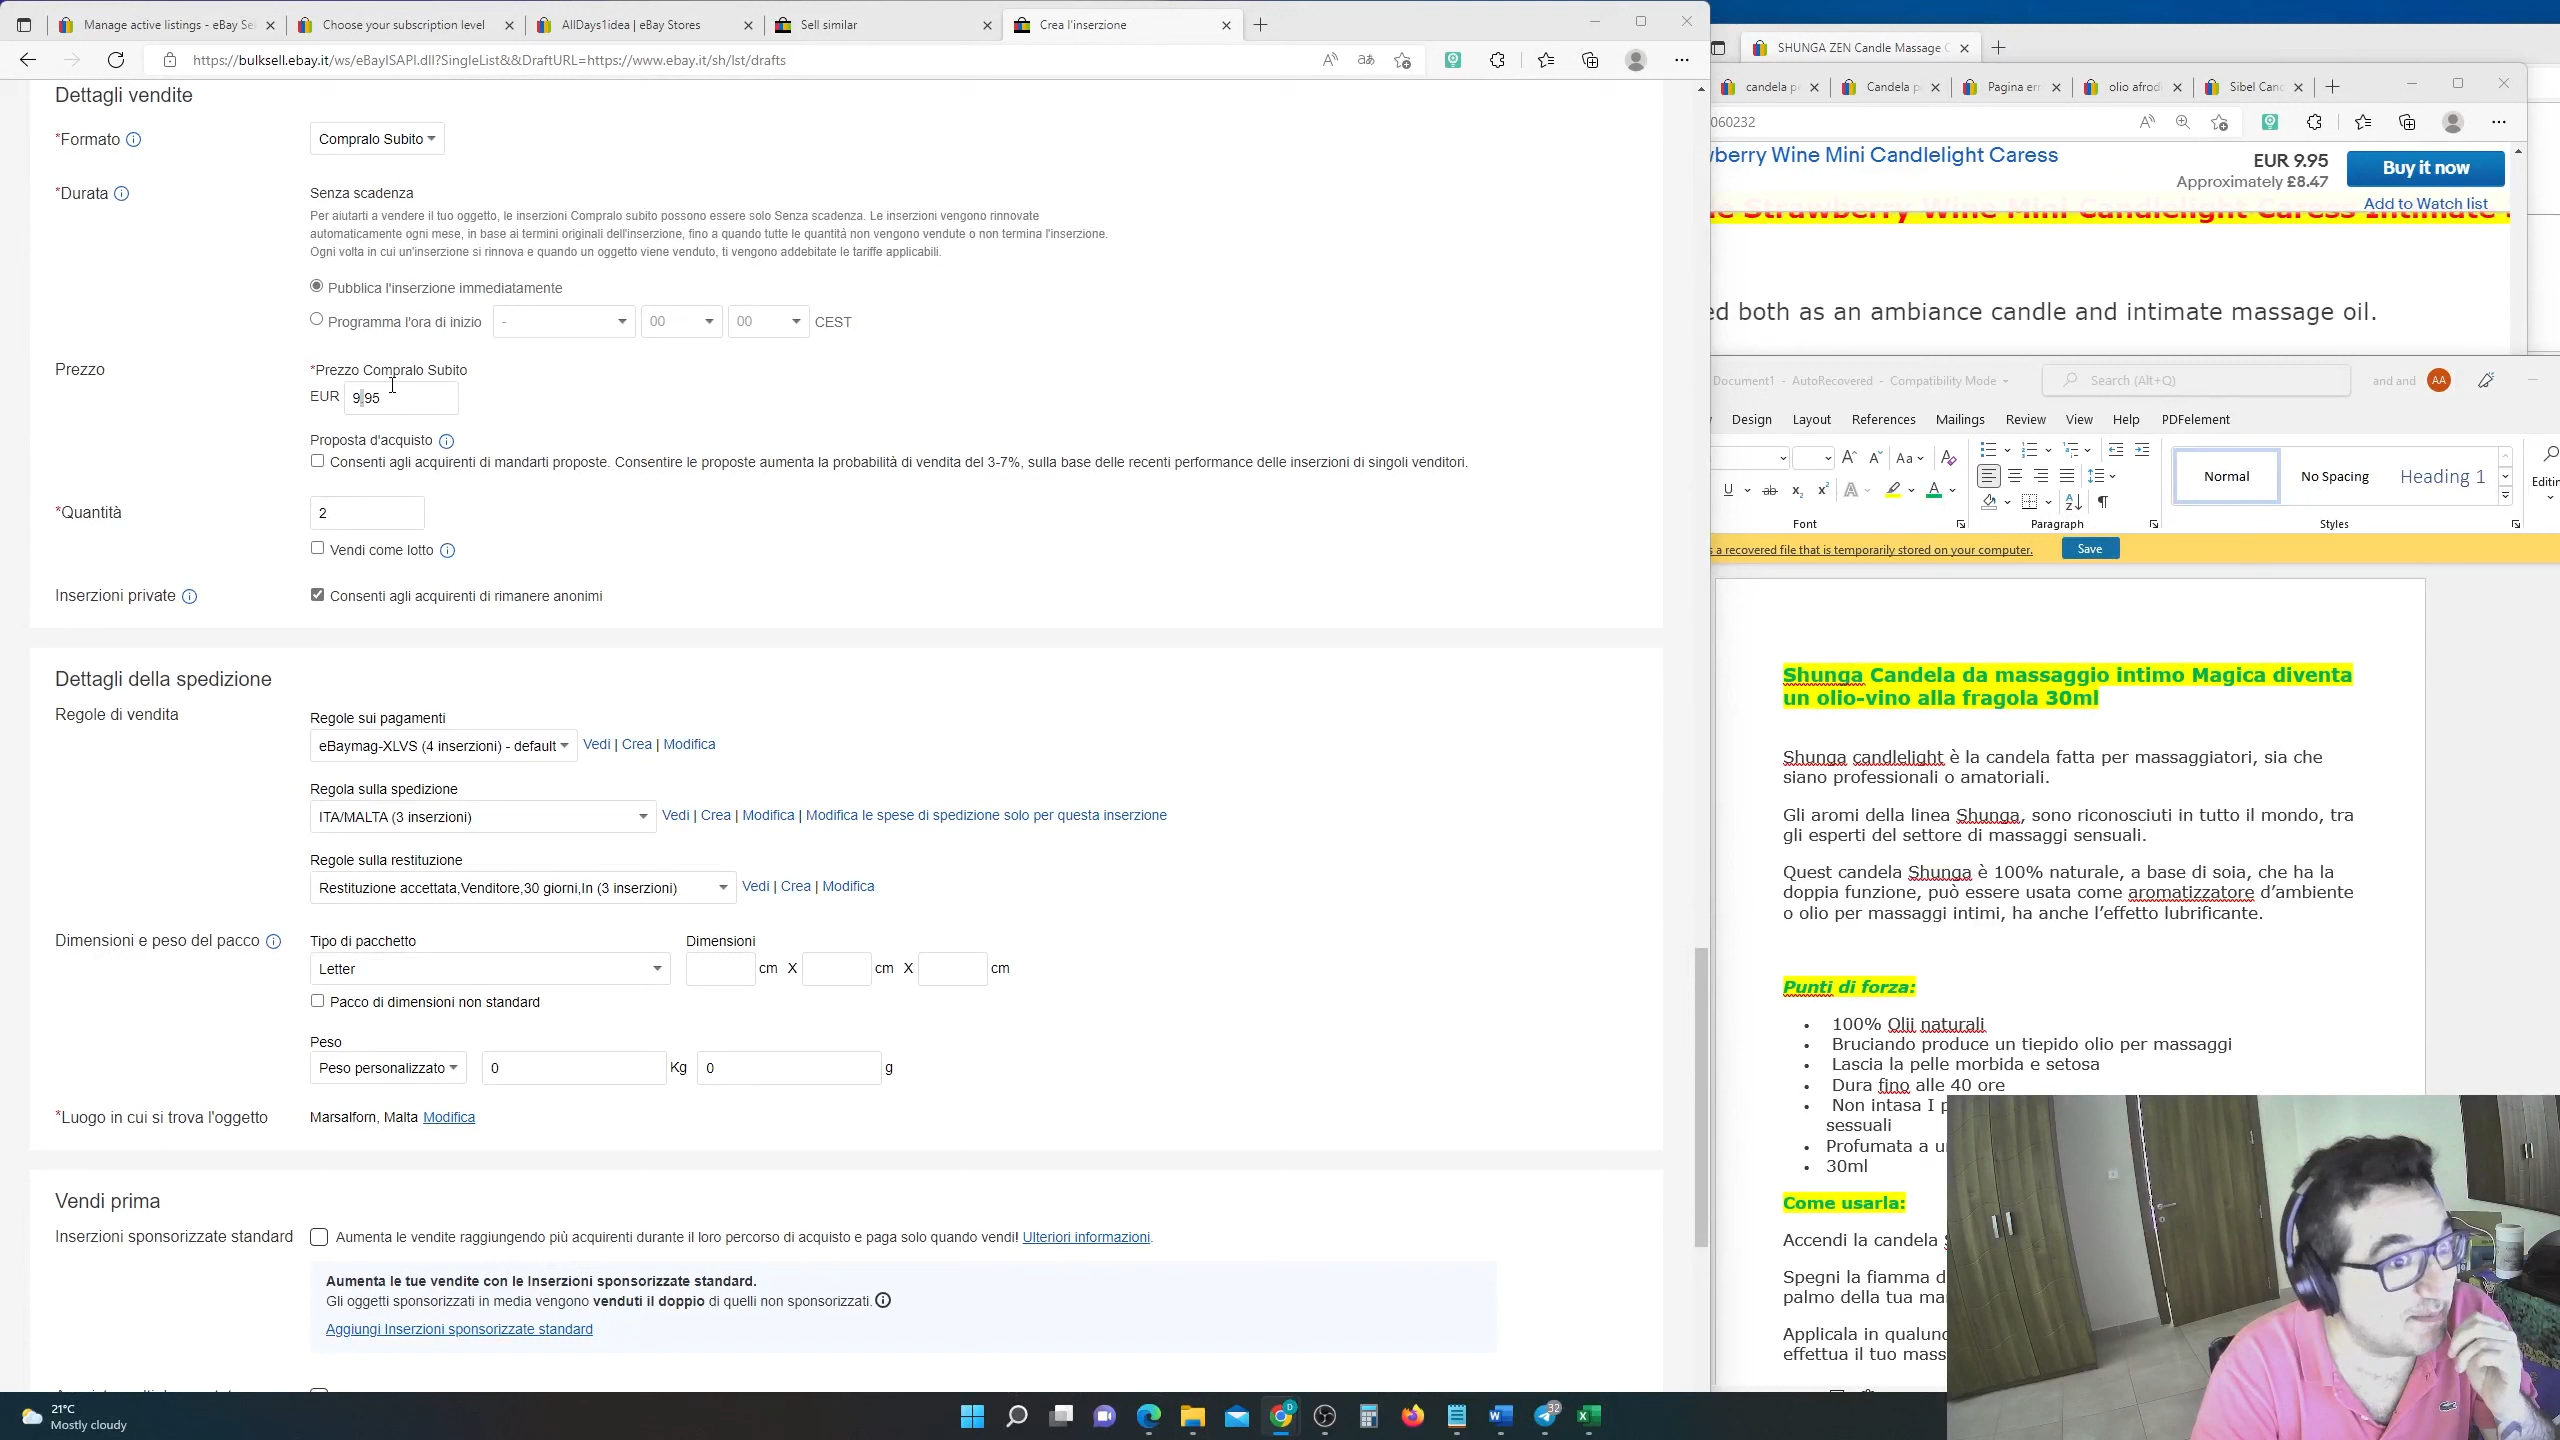 Manage active listings - eBay Se
Choose your subscription level
AllDays1idea | eBay Stores
Sell similar
Crea l'inserzione
https://bulksell.ebay.it/ws/eBayISAPI.dll?SingleList&&DraftURL=https://www.ebay.it/sh/lst/drafts
Dettagli vendite
*Formato
Compralo Subito
*Durata
Senza scadenza
Per aiutarti a vendere il tuo oggetto, le inserzioni Compralo subito possono essere solo Senza scadenza. Le inserzioni vengono rinnovate
automaticamente ogni mese, in base ai termini originali dell'inserzione, fino a quando tutte le quantità non vengono vendute o non termina l'inserzione.
Ogni volta in cui un'inserzione si rinnova e quando un oggetto viene venduto, ti vengono addebitate le tariffe applicabili.
Pubblica l'inserzione immediatamente
Programma l'ora di inizio - 00 00 CEST
Prezzo
*Prezzo Compralo Subito
EUR 9.95
Proposta d'acquisto
Consenti agli acquirenti di mandarti proposte. Consentire le proposte aumenta la probabilità di vendita del 3-7%, sulla base delle recenti performance delle inserzioni di singoli venditori.
*Quantità
2
Vendi come lotto
Inserzioni private
Consenti agli acquirenti di rimanere anonimi
Dettagli della spedizione
Regole di vendita
Regole sui pagamenti
eBaymag-XLVS (4 inserzioni) - default Vedi | Crea | Modifica
Regola sulla spedizione
ITA/MALTA (3 inserzioni) Vedi | Crea | Modifica | Modifica le spese di spedizione solo per questa inserzione
Regole sulla restituzione
Restituzione accettata,Venditore,30 giorni,In (3 inserzioni) Vedi | Crea | Modifica
Dimensioni e peso del pacco
Tipo di pacchetto
Dimensioni
Letter
cm X cm X cm
Pacco di dimensioni non standard
Peso
Peso personalizzato 0 Kg 0 g
*Luogo in cui si trova l'oggetto
Marsalforn, Malta Modifica
Vendi prima
Inserzioni sponsorizzate standard
Aumenta le vendite raggiungendo più acquirenti durante il loro percorso di acquisto e paga solo quando vendi! Ulteriori informazioni.
Aumenta le tue vendite con le Inserzioni sponsorizzate standard.
Gli oggetti sponsorizzati in media vengono venduti il doppio di quelli non sponsorizzati.
Aggiungi Inserzioni sponsorizzate standard
SHUNGA ZEN Candle Massage C
candela pe
Candela p
Pagina err
olio afrod
Sibel Canc
060232
berry Wine Mini Candlelight Caress
EUR 9.95
Approximately £8.47
Buy it now
Add to Watch list
le Strawberry Wine Mini Candlelight Caress Intimate
ed both as an ambiance candle and intimate massage oil.
Document1 - AutoRecovered - Compatibility Mode
Search (Alt+Q)
and and AA
Design
Layout
References
Mailings
Review
View
Help
PDFelement
Normal
No Spacing
Heading 1
Editin
Font
Paragraph
Styles
s a recovered file that is temporarily stored on your computer.
Save
Shunga Candela da massaggio intimo Magica diventa
un olio-vino alla fragola 30ml
Shunga candlelight è la candela fatta per massaggiatori, sia che
siano professionali o amatoriali.
Gli aromi della linea Shunga, sono riconosciuti in tutto il mondo, tra
gli esperti del settore di massaggi sensuali.
Quest candela Shunga è 100% naturale, a base di soia, che ha la
doppia funzione, può essere usata come aromatizzatore d’ambiente
o olio per massaggi intimi, ha anche l’effetto lubrificante.
Punti di forza:
100% Olii naturali
Bruciando produce un tiepido olio per massaggi
Lascia la pelle morbida e setosa
Dura fino alle 40 ore
Non intasa I p
sessuali
Profumata a u
30ml
Come usarla:
Accendi la candela S
Spegni la fiamma d
palmo della tua ma
Applicala in qualunq
effettua il tuo mass
21°C
Mostly cloudy
32